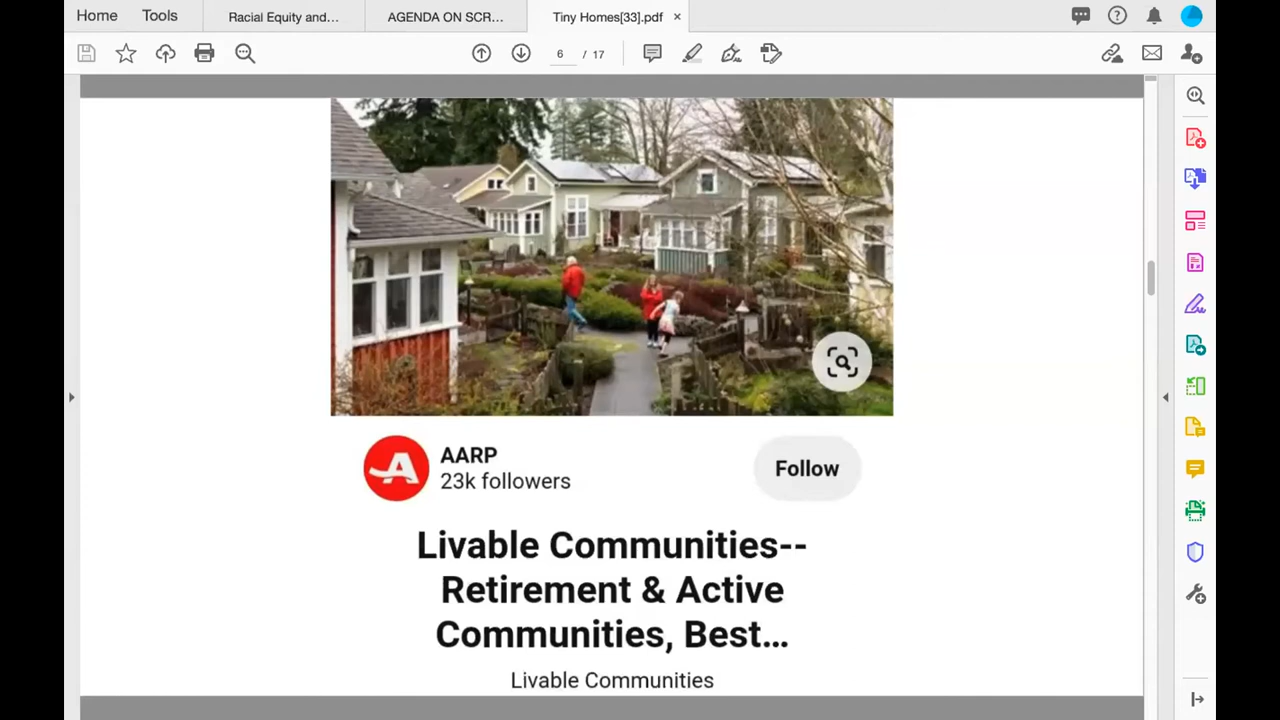 Home Tools Racial Equity and... AGENDA ON SCR... Tiny Homes[33].pdf ×
6 / 17
AARP
23k followers
Follow
Livable Communities--
Retirement & Active
Communities, Best...
Livable Communities